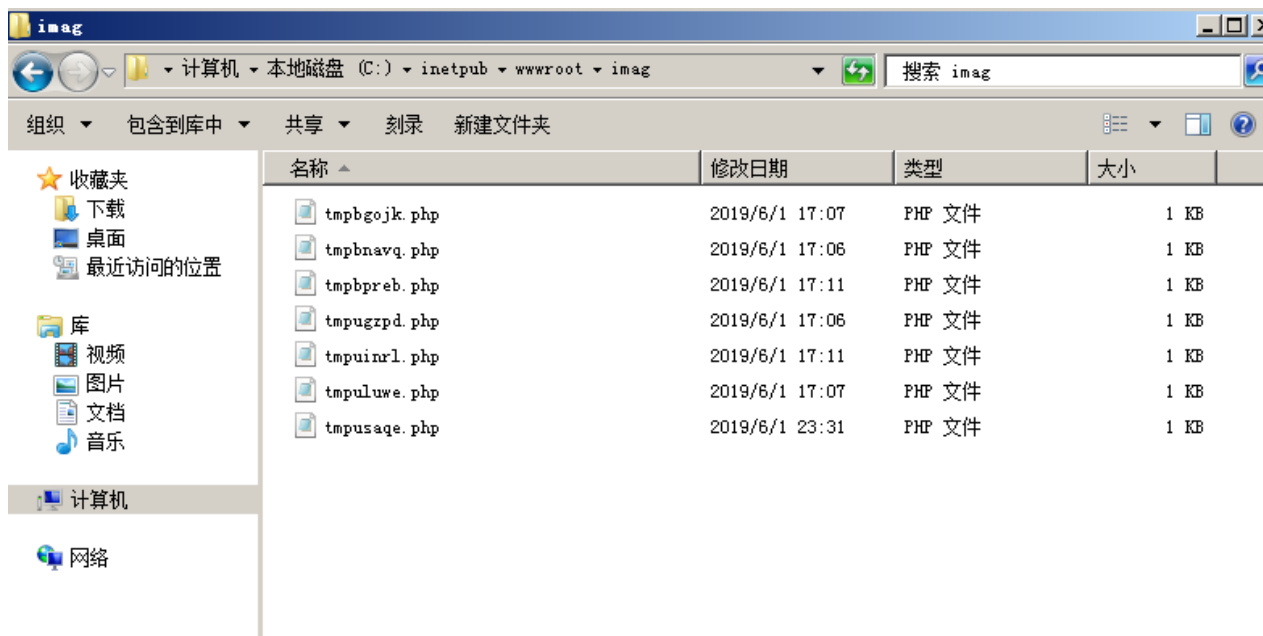 imag
计算机 本地磁盘 (C:) inetpub wwwroot imag 搜索 imag
组织 包含到库中 共享 刻录 新建文件夹
收藏夹
下载
桌面
最近访问的位置
库
视频
图片
文档
音乐
计算机
网络
名称 修改日期 类型 大小
tmpbgojk.php 2019/6/1 17:07 PHP 文件 1 KB
tmpbnavq.php 2019/6/1 17:06 PHP 文件 1 KB
tmpbpreb.php 2019/6/1 17:11 PHP 文件 1 KB
tmpugzpd.php 2019/6/1 17:06 PHP 文件 1 KB
tmpuinrl.php 2019/6/1 17:11 PHP 文件 1 KB
tmpuluwe.php 2019/6/1 17:07 PHP 文件 1 KB
tmpusaqe.php 2019/6/1 23:31 PHP 文件 1 KB